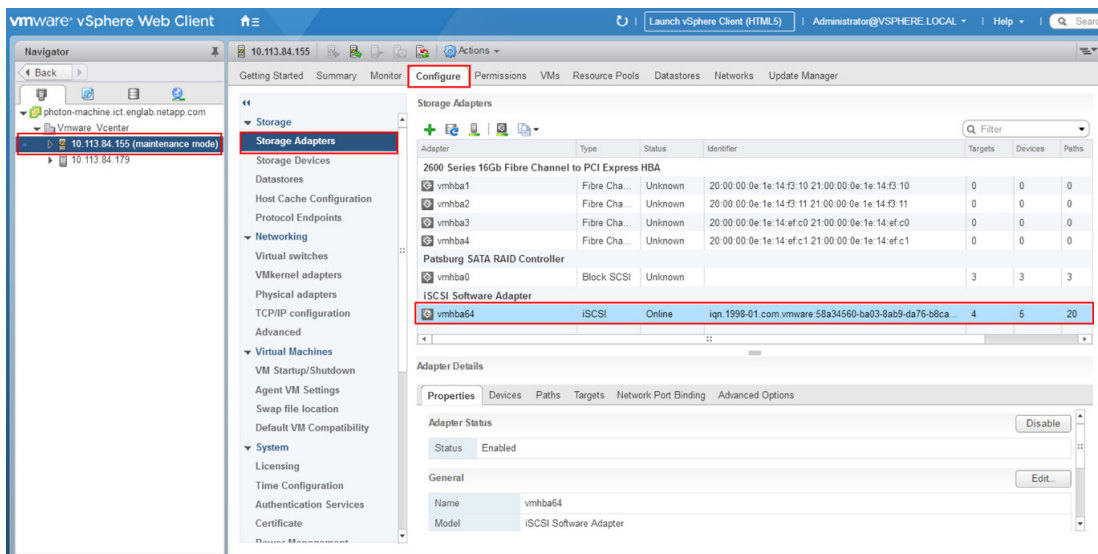 vmware® vSphere Web Client
Launch vSphere Client (HTML5) | Administrator@VSPHERE.LOCAL | Help
Navigator
Back
photon-machine.ict.englab.netapp.com
Vmware_Vcenter
10.113.84.155 (maintenance mode)
10.113.84.179
10.113.84.155 Actions
Getting Started Summary Monitor Configure Permissions VMs Resource Pools Datastores Networks Update Manager
Storage
Storage Adapters
Storage Devices
Datastores
Host Cache Configuration
Protocol Endpoints
Networking
Virtual switches
VMkernel adapters
Physical adapters
TCP/IP configuration
Advanced
Virtual Machines
VM Startup/Shutdown
Agent VM Settings
Swap file location
Default VM Compatibility
System
Licensing
Time Configuration
Authentication Services
Certificate
Power Management
Storage Adapters
Filter
Adapter Type Status Identifier Targets Devices Paths
2600 Series 16Gb Fibre Channel to PCI Express HBA
vmhba1 Fibre Cha... Unknown 20:00:00:0e:1e:14:f3:10 21:00:00:0e:1e:14:f3:10 0 0 0
vmhba2 Fibre Cha... Unknown 20:00:00:0e:1e:14:f3:11 21:00:00:0e:1e:14:f3:11 0 0 0
vmhba3 Fibre Cha... Unknown 20:00:00:0e:1e:14:ef:c0 21:00:00:0e:1e:14:ef:c0 0 0 0
vmhba4 Fibre Cha... Unknown 20:00:00:0e:1e:14:ef:c1 21:00:00:0e:1e:14:ef:c1 0 0 0
Patsburg SATA RAID Controller
vmhba0 Block SCSI Unknown 3 3 3
iSCSI Software Adapter
vmhba64 iSCSI Online iqn.1998-01.com.vmware:58a34560-ba03-8ab9-da76-b8ca... 4 5 20
Adapter Details
Properties Devices Paths Targets Network Port Binding Advanced Options
Adapter Status Disable
Status Enabled
General Edit...
Name vmhba64
Model iSCSI Software Adapter